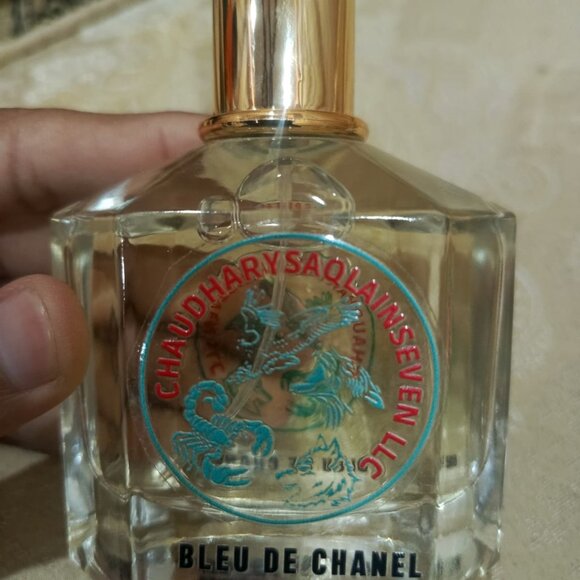 CHAUDHARYSAQLAINSEVEN LLC
BLEU DE CHANEL